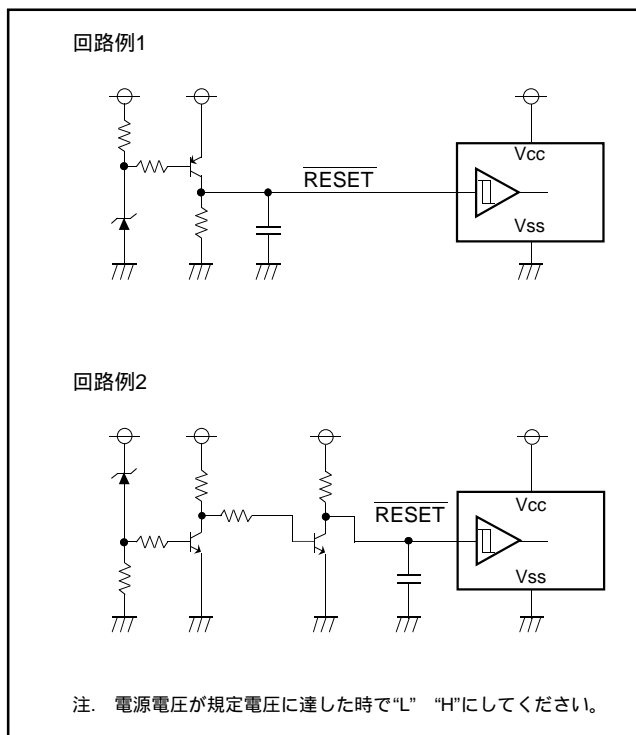 回路例1
Vcc
RESET
Vss
回路例2
Vcc
RESET
Vss
注. 電源電圧が規定電圧に達した時で“L” “H”にしてください。